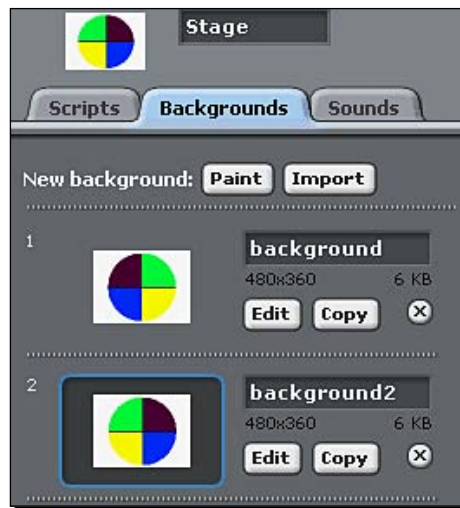 Stage
Scripts Backgrounds Sounds
New background: Paint Import
1
background
480x360 6 KB
Edit Copy
2
background2
480x360 6 KB
Edit Copy